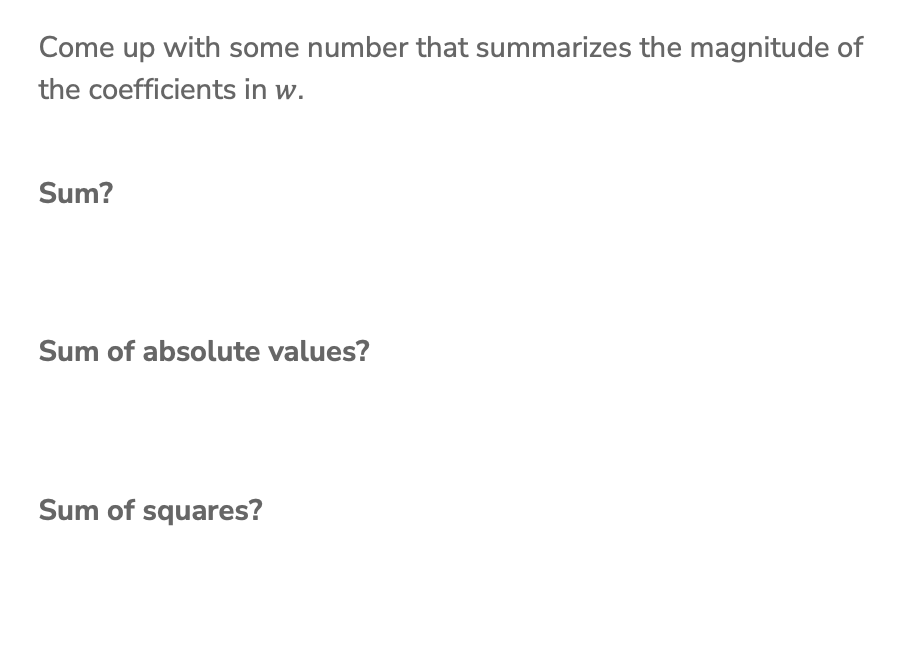 Come up with some number that summarizes the magnitude of
the coefficients in w.
Sum?
Sum of absolute values?
Sum of squares?